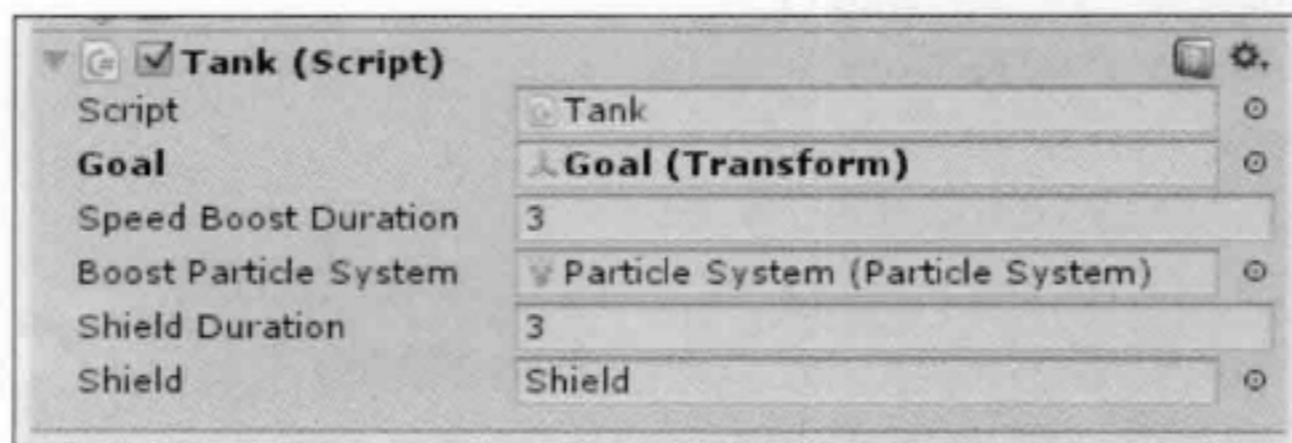 Tank (Script)
Script Tank
Goal Goal (Transform)
Speed Boost Duration 3
Boost Particle System Particle System (Particle System)
Shield Duration 3
Shield Shield